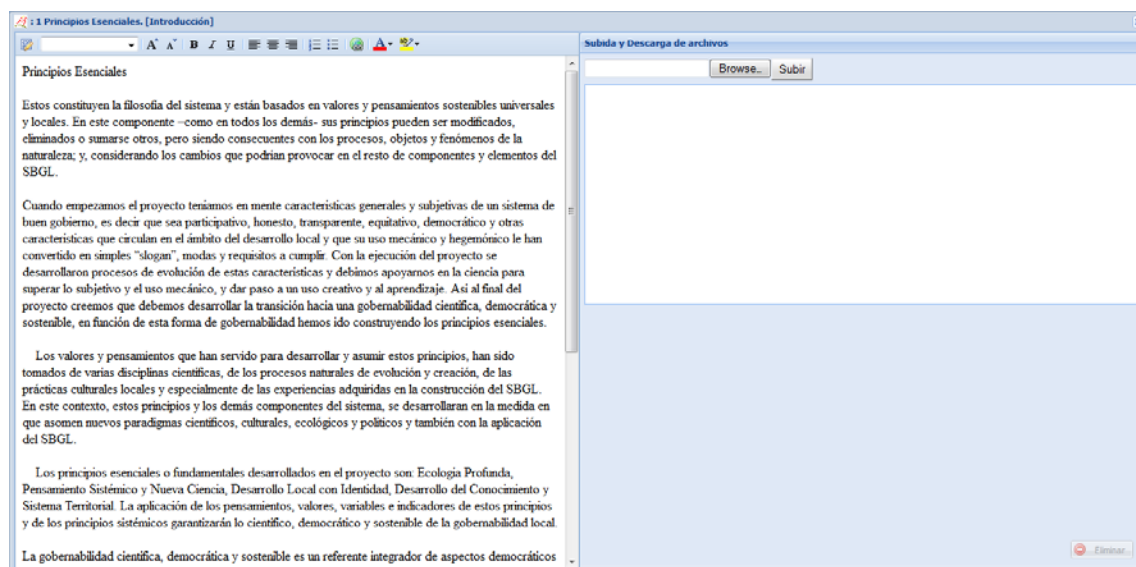 : 1 Principios Esenciales. [Introducción]
A A B I U A
Subida y Descarga de archivos
Browse_ Subir
Principios Esenciales
Estos constituyen la filosofía del sistema y están basados en valores y pensamientos sostenibles universales
y locales. En este componente –como en todos los demás- sus principios pueden ser modificados,
eliminados o sumarse otros, pero siendo consecuentes con los procesos, objetos y fenómenos de la
naturaleza; y, considerando los cambios que podrían provocar en el resto de componentes y elementos del
SBGL.
Cuando empezamos el proyecto teníamos en mente características generales y subjetivas de un sistema de
buen gobierno, es decir que sea participativo, honesto, transparente, equitativo, democrático y otras
características que circulan en el ámbito del desarrollo local y que su uso mecánico y hegemónico le han
convertido en simples "slogan", modas y requisitos a cumplir. Con la ejecución del proyecto se
desarrollaron procesos de evolución de estas características y debimos apoyarnos en la ciencia para
superar lo subjetivo y el uso mecánico, y dar paso a un uso creativo y al aprendizaje. Así al final del
proyecto creemos que debemos desarrollar la transición hacia una gobernabilidad científica, democrática y
sostenible, en función de esta forma de gobernabilidad hemos ido construyendo los principios esenciales.
Los valores y pensamientos que han servido para desarrollar y asumir estos principios, han sido
tomados de varias disciplinas científicas, de los procesos naturales de evolución y creación, de las
prácticas culturales locales y especialmente de las experiencias adquiridas en la construcción del SBGL.
En este contexto, estos principios y los demás componentes del sistema, se desarrollaran en la medida en
que asomen nuevos paradigmas científicos, culturales, ecológicos y políticos y también con la aplicación
del SBGL.
Los principios esenciales o fundamentales desarrollados en el proyecto son: Ecología Profunda,
Pensamiento Sistémico y Nueva Ciencia, Desarrollo Local con Identidad, Desarrollo del Conocimiento y
Sistema Territorial. La aplicación de los pensamientos, valores, variables e indicadores de estos principios
y de los principios sistémicos garantizarán lo científico, democrático y sostenible de la gobernabilidad local.
La gobernabilidad científica, democrática y sostenible es un referente integrador de aspectos democráticos
Eliminar